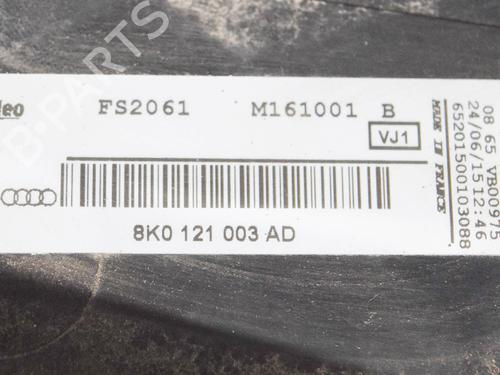 leo FS2061 M161001 B
VJ1
8K0 121 003 AD
MADE IN FRANCE
08 65 VB00975
24/06/15 12:46
65201500103088
B-PARTS